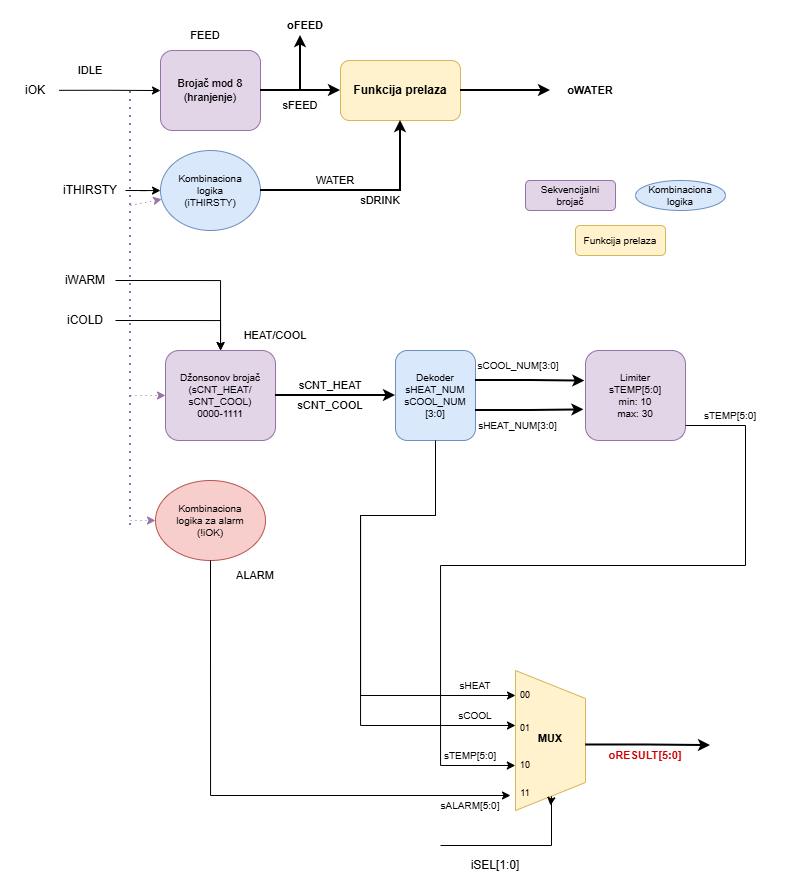 oFEED
FEED
IDLE
iOK
Brojač mod 8
(hranjenje)
sFEED
Funkcija prelaza
oWATER
iTHIRSTY
Kombinaciona
logika
(iTHIRSTY)
WATER
sDRINK
Sekvencijalni
brojač
Kombinaciona
logika
Funkcija prelaza
iWARM
iCOLD
HEAT/COOL
Džonsonov brojač
(sCNT_HEAT/
sCNT_COOL)
0000-1111
sCNT_HEAT
sCNT_COOL
Dekoder
sHEAT_NUM
sCOOL_NUM
[3:0]
sCOOL_NUM[3:0]
sHEAT_NUM[3:0]
Limiter
sTEMP[5:0]
min: 10
max: 30
sTEMP[5:0]
Kombinaciona
logika za alarm
(!iOK)
ALARM
sHEAT
00
sCOOL
01
MUX
sTEMP[5:0]
10
oRESULT[5:0]
11
sALARM[5:0]
iSEL[1:0]